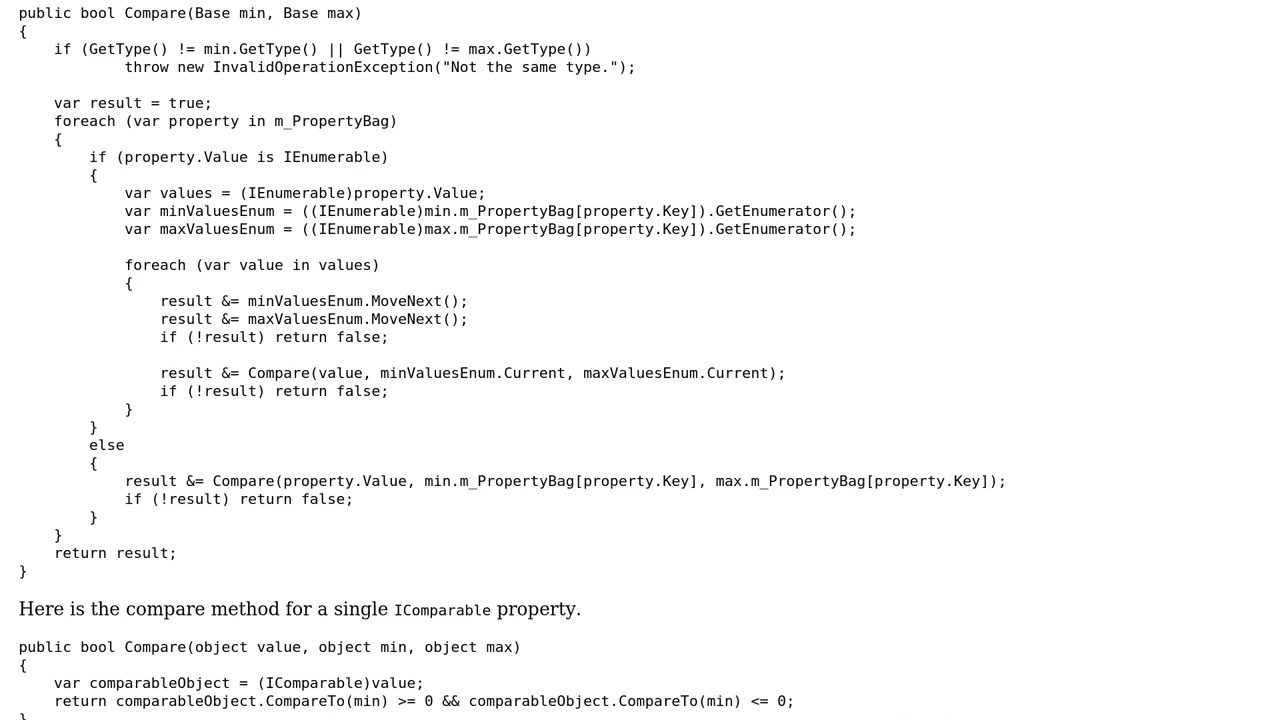 public bool Compare(Base min, Base max)
{
    if (GetType() != min.GetType() || GetType() != max.GetType())
            throw new InvalidOperationException("Not the same type.");

    var result = true;
    foreach (var property in m_PropertyBag)
    {
        if (property.Value is IEnumerable)
        {
            var values = (IEnumerable)property.Value;
            var minValuesEnum = ((IEnumerable)min.m_PropertyBag[property.Key]).GetEnumerator();
            var maxValuesEnum = ((IEnumerable)max.m_PropertyBag[property.Key]).GetEnumerator();

            foreach (var value in values)
            {
                result &= minValuesEnum.MoveNext();
                result &= maxValuesEnum.MoveNext();
                if (!result) return false;

                result &= Compare(value, minValuesEnum.Current, maxValuesEnum.Current);
                if (!result) return false;
            }
        }
        else
        {
            result &= Compare(property.Value, min.m_PropertyBag[property.Key], max.m_PropertyBag[property.Key]);
            if (!result) return false;
        }
    }
    return result;
}
Here is the compare method for a single IComparable property.
public bool Compare(object value, object min, object max)
{
    var comparableObject = (IComparable)value;
    return comparableObject.CompareTo(min) >= 0 && comparableObject.CompareTo(min) <= 0;
}